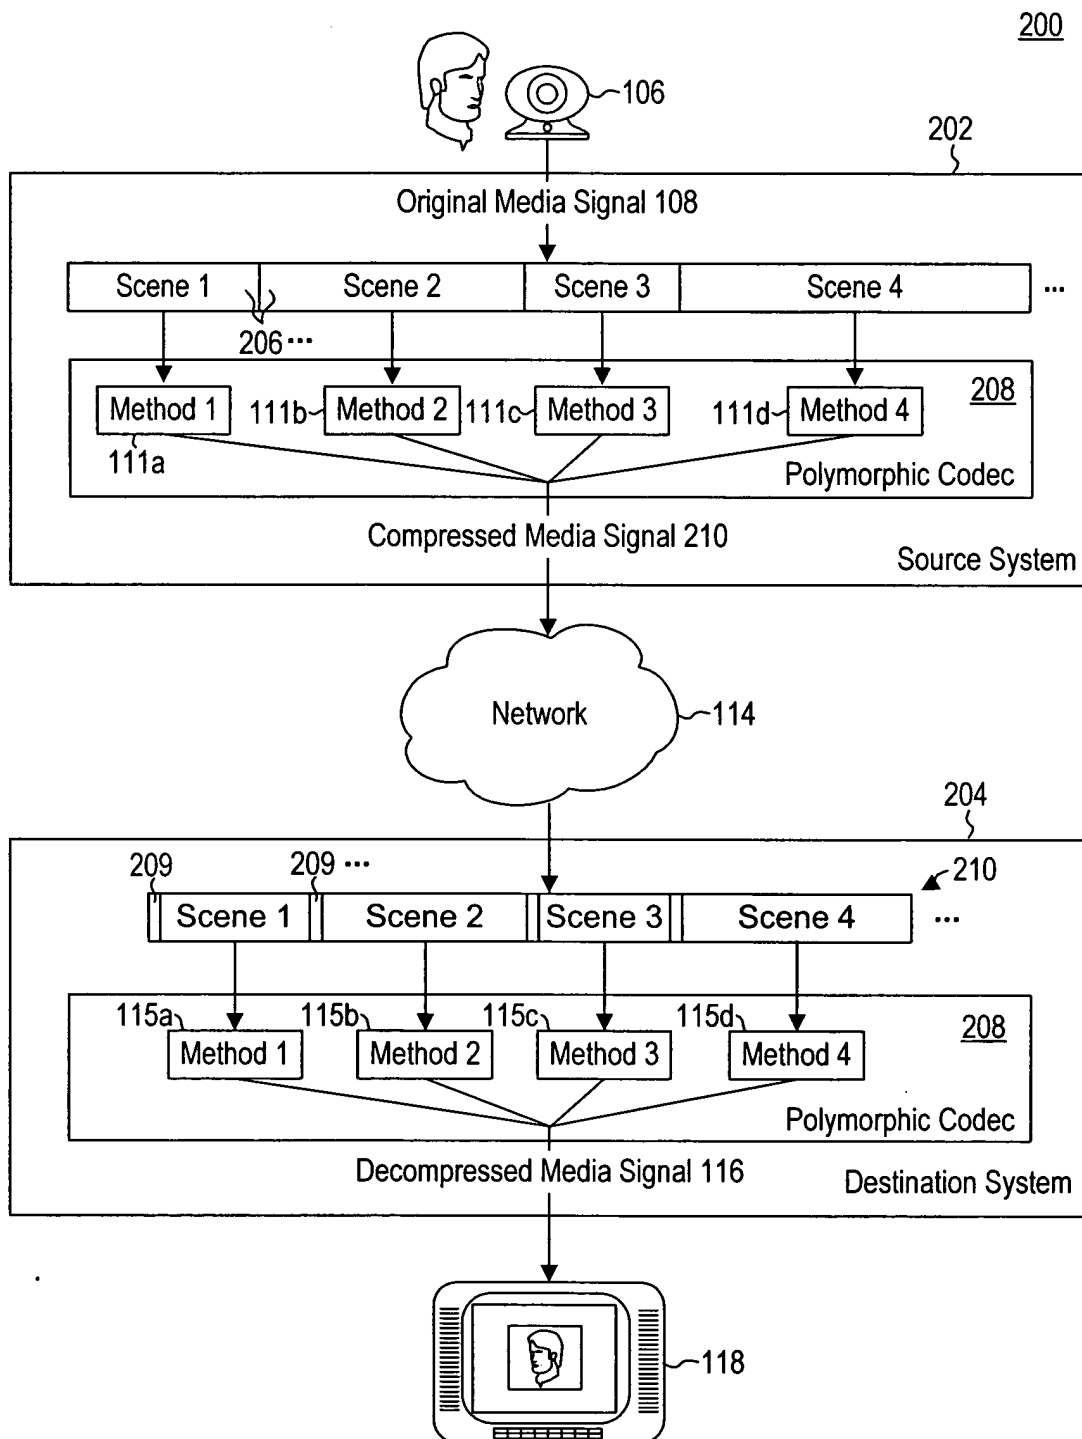 200
106
202
Original Media Signal 108
Scene 1 Scene 2 Scene 3 Scene 4 ...
206 ...
208
Method 1 111b Method 2 111c Method 3 111d Method 4
111a
Polymorphic Codec
Compressed Media Signal 210
Source System
Network 114
204
209 209 ... 210
Scene 1 Scene 2 Scene 3 Scene 4 ...
115a 115b 115c 115d 208
Method 1 Method 2 Method 3 Method 4
Polymorphic Codec
Decompressed Media Signal 116
Destination System
118